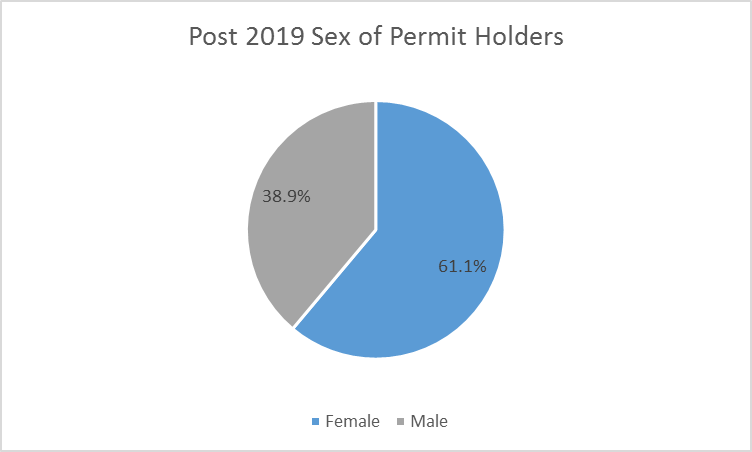 Post 2019 Sex of Permit Holders
38.9%
61.1%
Female Male